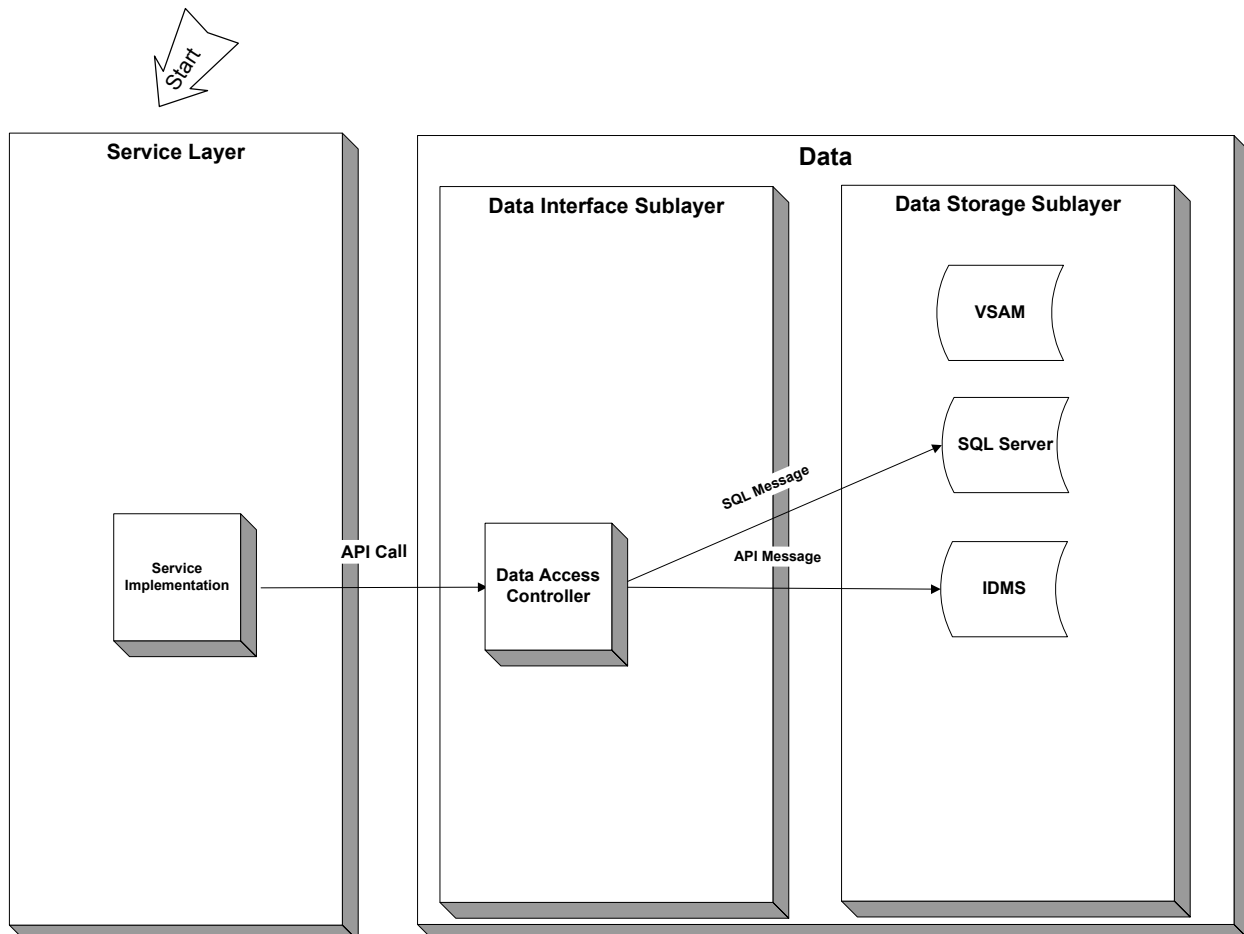 Start
Service Layer
Data
Data Interface Sublayer
Data Storage Sublayer
VSAM
SQL Server
SQL Message
API Call
API Message
Service
Implementation
Data Access
Controller
IDMS